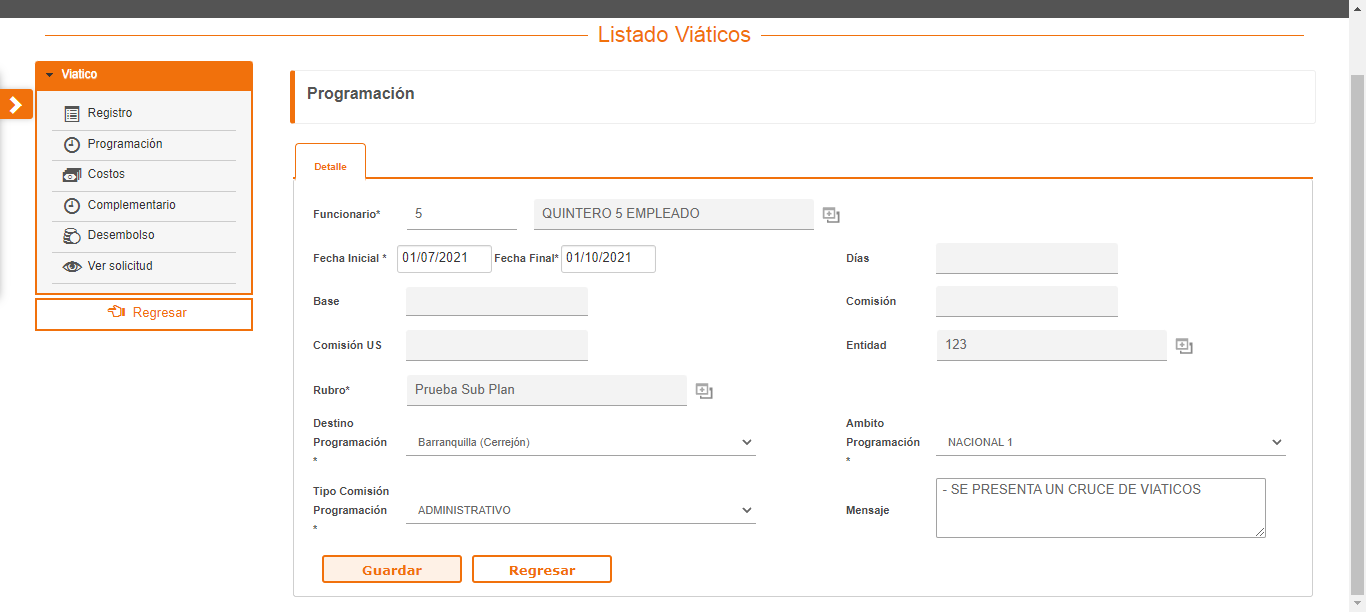 Listado Viáticos
Viatico
Registro
Programación
Costos
Complementario
Desembolso
Ver solicitud
Regresar
Programación
Detalle
Funcionario* 5 QUINTERO 5 EMPLEADO
Fecha Inicial * 01/07/2021 Fecha Final* 01/10/2021 Días
Base Comisión
Comisión US Entidad 123
Rubro* Prueba Sub Plan
Destino
Programación
*
Barranquilla (Cerrejón)
Ambito
Programación
*
NACIONAL 1
Tipo Comisión
Programación
*
ADMINISTRATIVO
Mensaje - SE PRESENTA UN CRUCE DE VIATICOS
Guardar Regresar